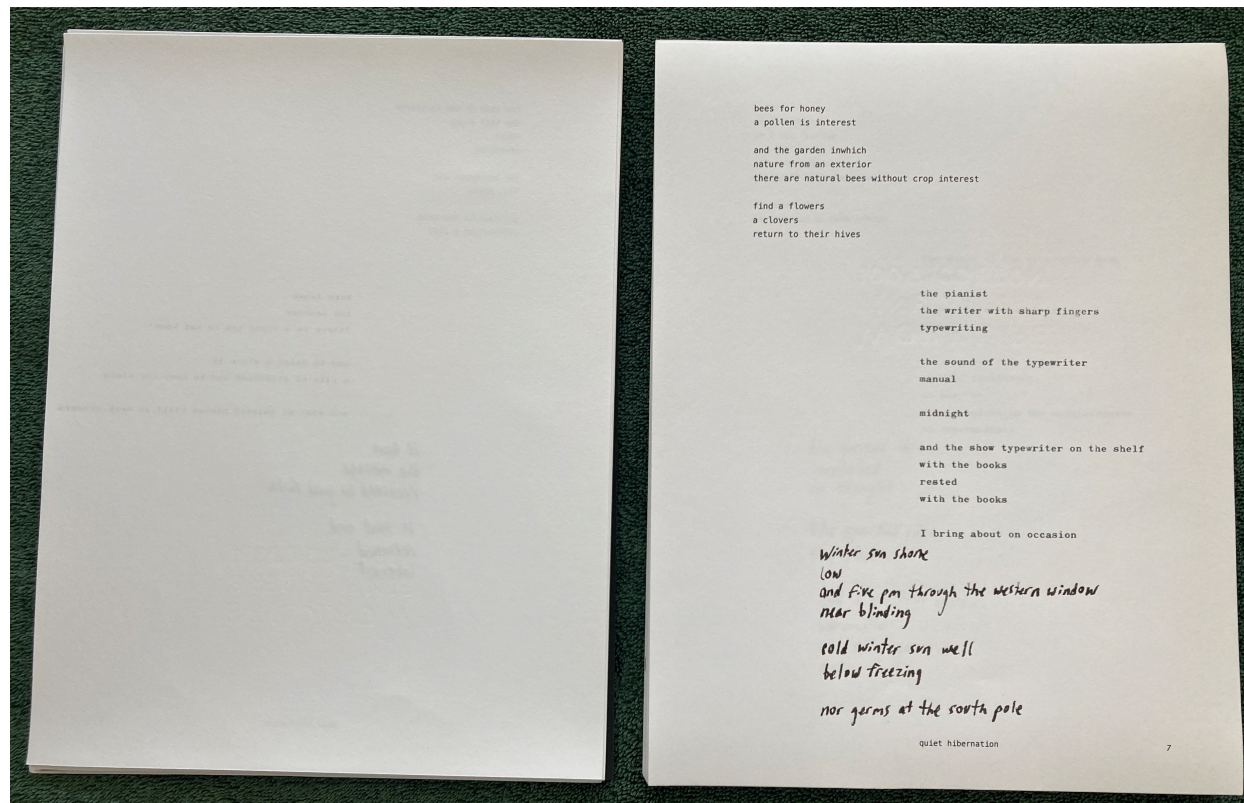 bees for honey
a pollen is interest
and the garden inwhich
nature from an exterior
there are natural bees without crop interest
find a flowers
a clovers
return to their hives
the pianist
the writer with sharp fingers
typewriting
the sound of the typewriter
manual
midnight
and the show typewriter on the shelf
with the books
rested
with the books
I bring about on occasion
Winter sun shone
low
and five pm through the western window
near blinding
cold winter sun well
below freezing
nor germs at the south pole
quiet hibernation
7